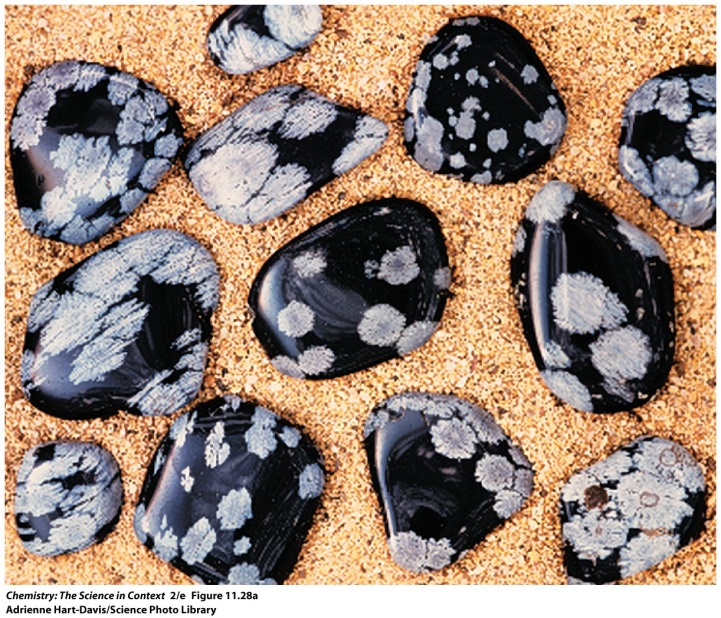 Chemistry: The Science in Context 2/e Figure 11.28a
Adrienne Hart-Davis/Science Photo Library